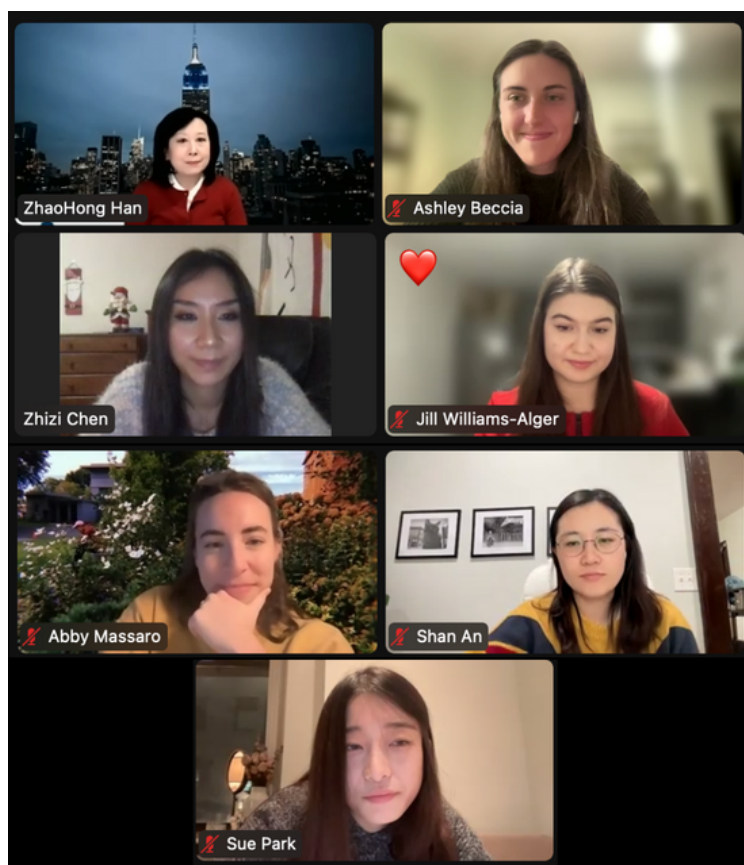 ZhaoHong Han
Ashley Beccia
Zhizi Chen
Jill Williams-Alger
Abby Massaro
Shan An
Sue Park